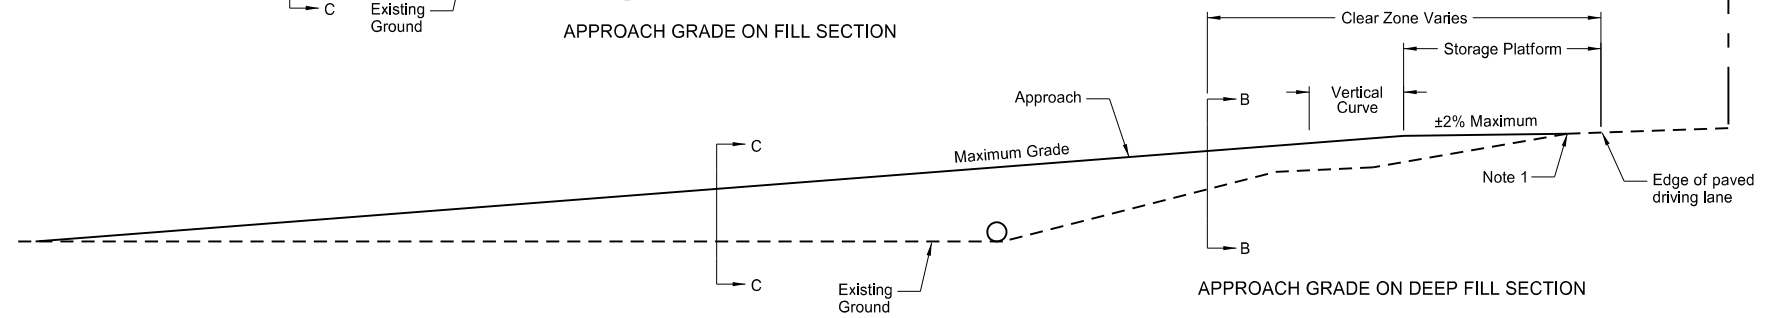 C
Existing
Ground
APPROACH GRADE ON FILL SECTION
Clear Zone Varies
Storage Platform
Approach
B
Vertical
Curve
±2% Maximum
C
Maximum Grade
Note 1
Edge of paved
driving lane
B
C
Existing
Ground
APPROACH GRADE ON DEEP FILL SECTION